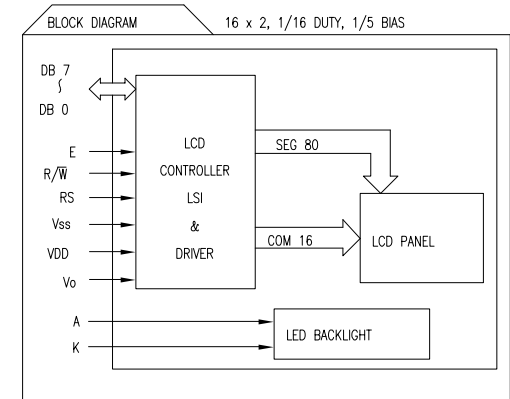 BLOCK DIAGRAM
16 x 2, 1/16 DUTY, 1/5 BIAS
DB 7
∫
DB 0
E
R/W̅
RS
Vss
VDD
Vo
A
K
LCD
CONTROLLER
LSI
&
DRIVER
SEG 80
COM 16
LCD PANEL
LED BACKLIGHT